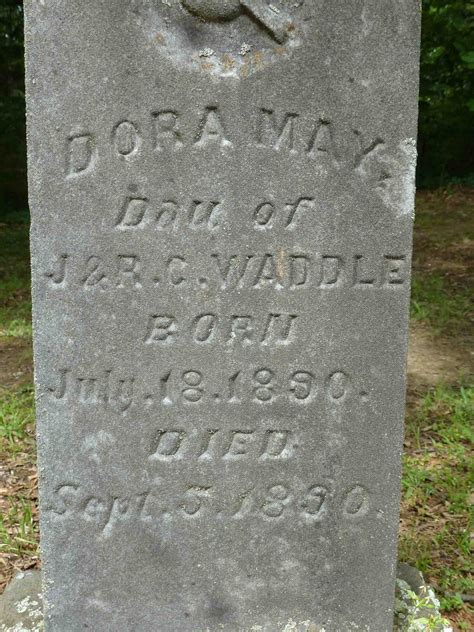 DORA MAY,
Dau of
J & R. C. WADDLE
BORN
July. 18. 1890.
DIED
Sept. 5. 1890.